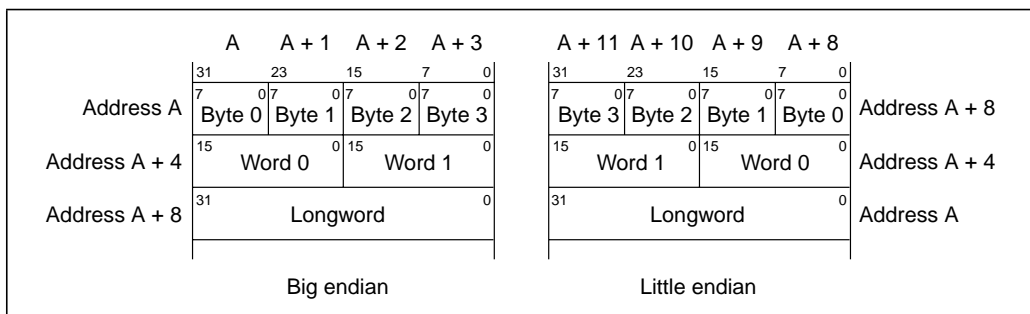 A A + 1 A + 2 A + 3 A + 11 A + 10 A + 9 A + 8
31 23 15 7 0 31 23 15 7 0
7 0 7 0 7 0 7 0 7 0 7 0 7 0 7 0
Address A Byte 0 Byte 1 Byte 2 Byte 3 Byte 3 Byte 2 Byte 1 Byte 0 Address A + 8
15 0 15 0 15 0 15 0
Address A + 4 Word 0 Word 1 Word 1 Word 0 Address A + 4
31 0 31 0
Address A + 8 Longword Longword Address A
Big endian Little endian